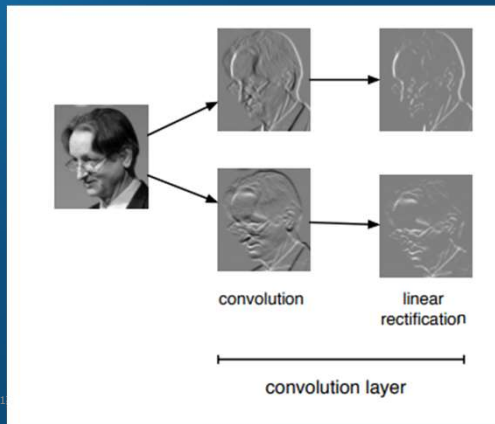 convolution
linear
rectification
convolution layer